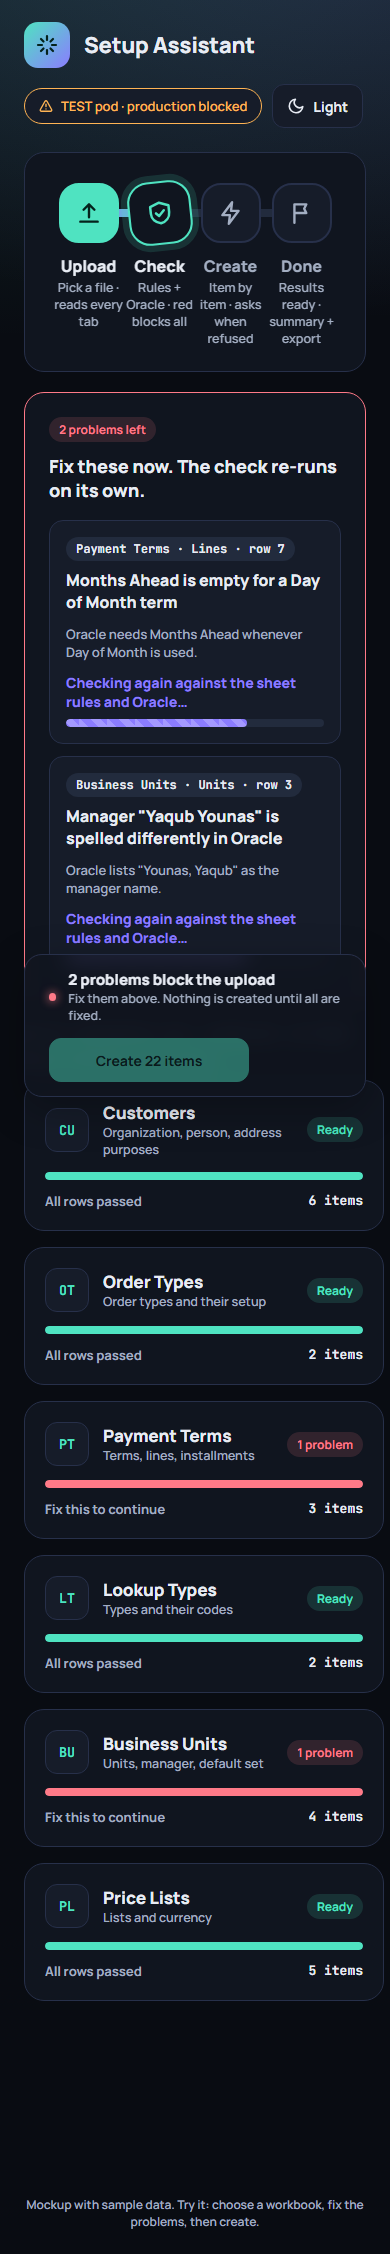 Setup Assistant
TEST pod · production blocked
Light
Upload
Pick a file ·
reads every
tab
Check
Rules +
Oracle · red
blocks all
Create
Item by
item · asks
when
refused
Done
Results
ready ·
summary +
export
2 problems left
Fix these now. The check re-runs
on its own.
Payment Terms · Lines · row 7
Months Ahead is empty for a Day
of Month term
Oracle needs Months Ahead whenever
Day of Month is used.
Checking again against the sheet
rules and Oracle…
Business Units · Units · row 3
Manager "Yaqub Younas" is
spelled differently in Oracle
Oracle lists "Younas, Yaqub" as the
manager name.
Checking again against the sheet
rules and Oracle…
2 problems block the upload
Fix them above. Nothing is created until all are
fixed.
Create 22 items
CU
Customers
Organization, person, address
purposes
Ready
All rows passed
6 items
OT
Order Types
Order types and their setup
Ready
All rows passed
2 items
PT
Payment Terms
Terms, lines, installments
1 problem
Fix this to continue
3 items
LT
Lookup Types
Types and their codes
Ready
All rows passed
2 items
BU
Business Units
Units, manager, default set
1 problem
Fix this to continue
4 items
PL
Price Lists
Lists and currency
Ready
All rows passed
5 items
Mockup with sample data. Try it: choose a workbook, fix the
problems, then create.